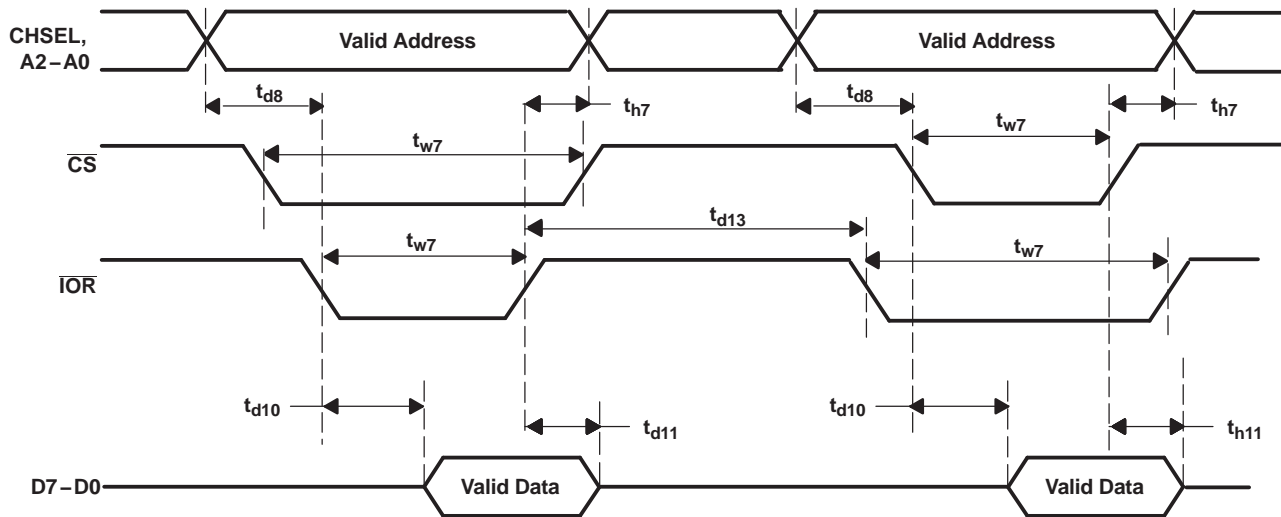 CHSEL,
A2–A0
Valid Address
Valid Address
td8
th7
td8
th7
tw7
tw7
CS
td13
tw7
tw7
IOR
td10
td11
td10
th11
D7–D0
Valid Data
Valid Data